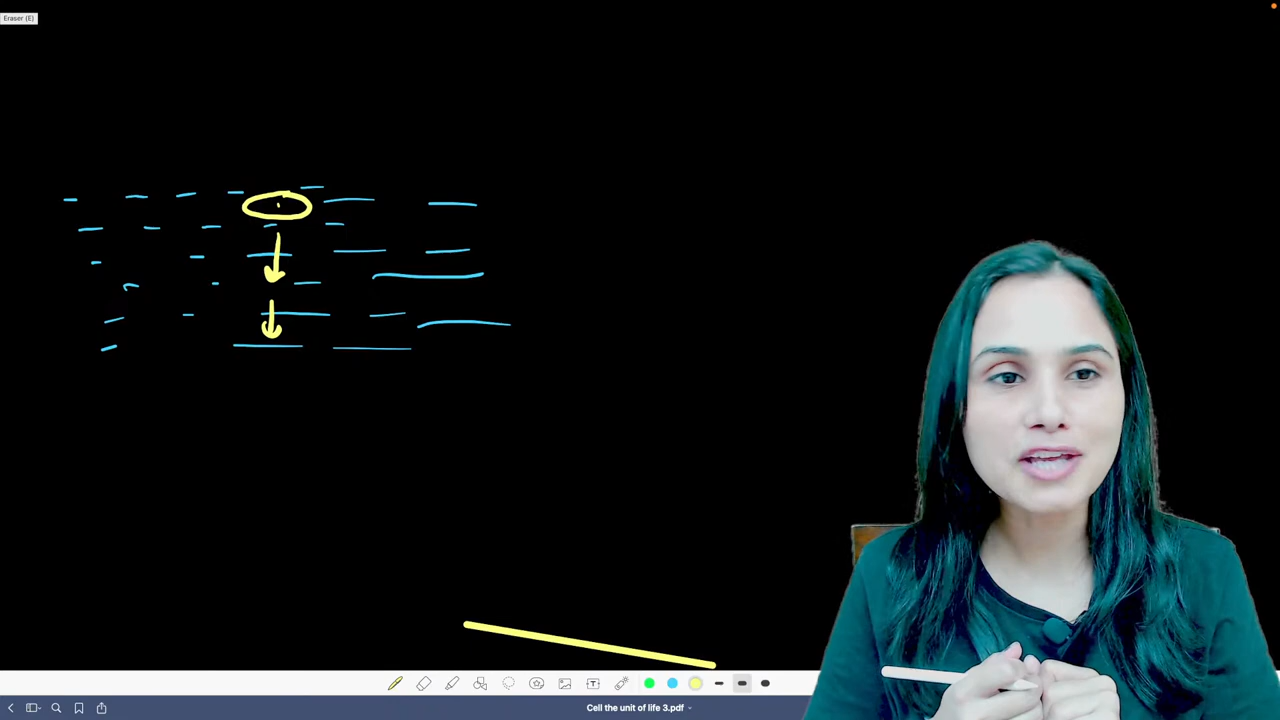 Eraser (E)
Cell the unit of life 3.pdf